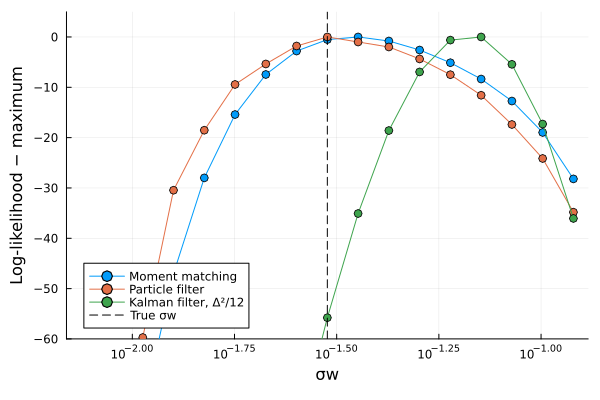 Log-likelihood − maximum
0
−10
−20
−30
−40
−50
−60
Moment matching
Particle filter
Kalman filter, Δ²/12
True σw
10^−2.00 10^−1.75 10^−1.50 10^−1.25 10^−1.00
σw